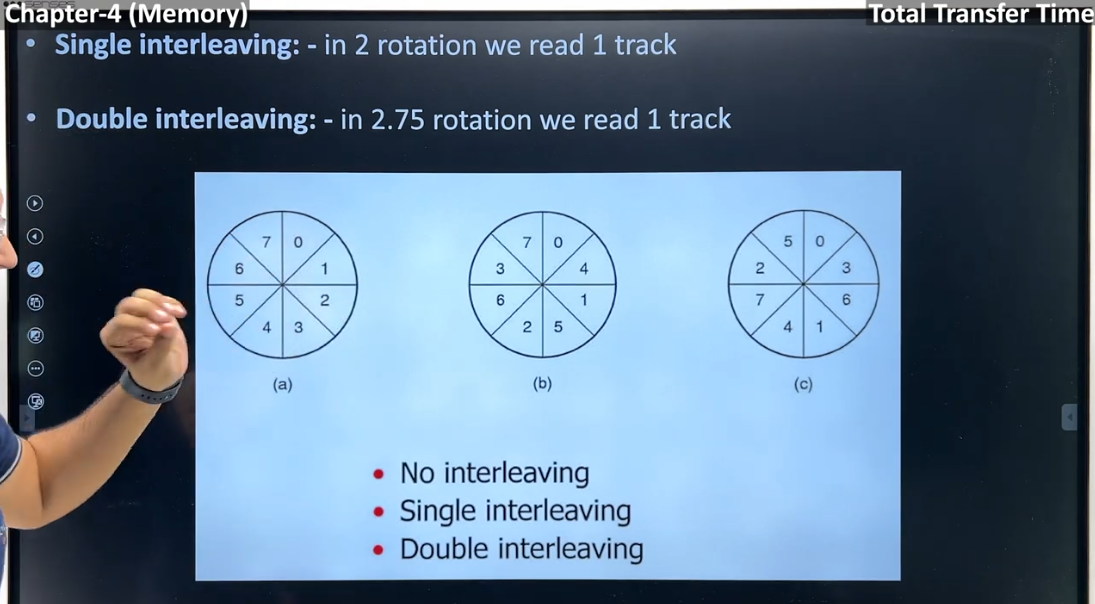 Chapter-4 (Memory)
Total Transfer Time
• Single interleaving: - in 2 rotation we read 1 track
• Double interleaving: - in 2.75 rotation we read 1 track
7 0
6 1
5 2
4 3
(a)
7 0
3 4
6 1
2 5
(b)
5 0
2 3
7 6
4 1
(c)
• No interleaving
• Single interleaving
• Double interleaving